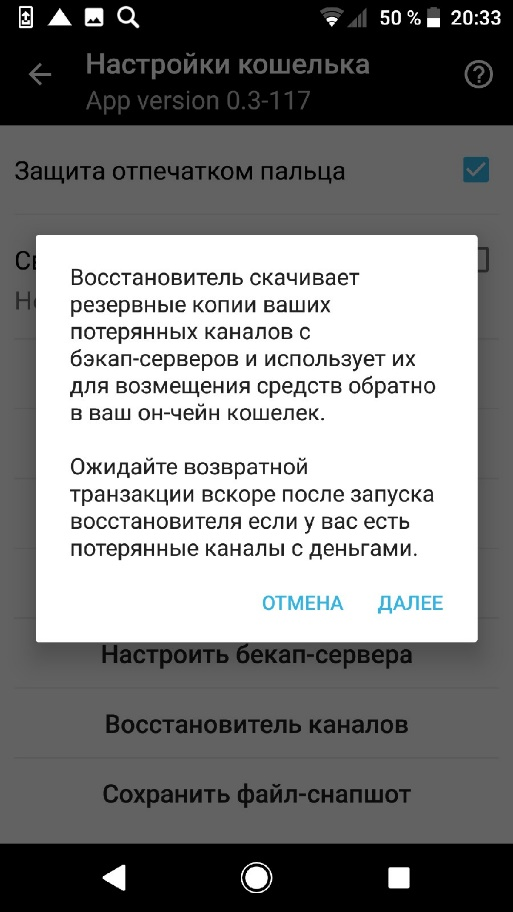 50 % 20:33
Настройки кошелька
App version 0.3-117
Защита отпечатком пальца
Восстановитель скачивает
резервные копии ваших
потерянных каналов с
бэкап-серверов и использует их
для возмещения средств обратно
в ваш он-чейн кошелек.
Ожидайте возвратной
транзакции вскоре после запуска
восстановителя если у вас есть
потерянные каналы с деньгами.
ОТМЕНА ДАЛЕЕ
Настроить бекап-сервера
Восстановитель каналов
Сохранить файл-снапшот